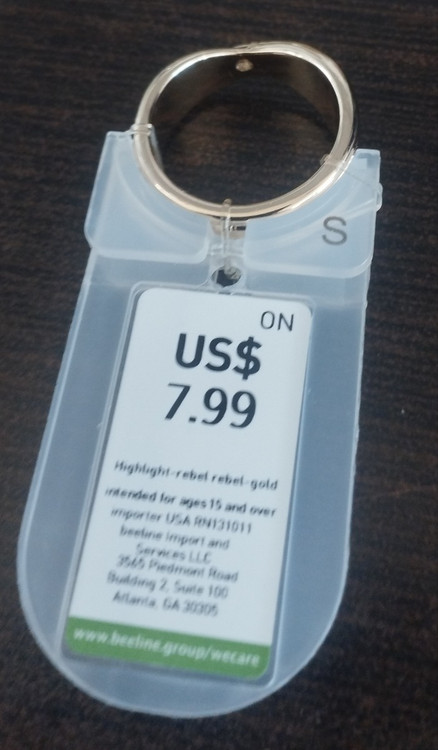 S
ON
US$
7.99
Highlight-rebel rebel-gold
intended for ages 15 and over
importer USA RN131011
beeline import and
Services LLC
3565 Piedmont Road
Building 2, Suite 100
Atlanta, GA 30305
www.beeline.group/wecare